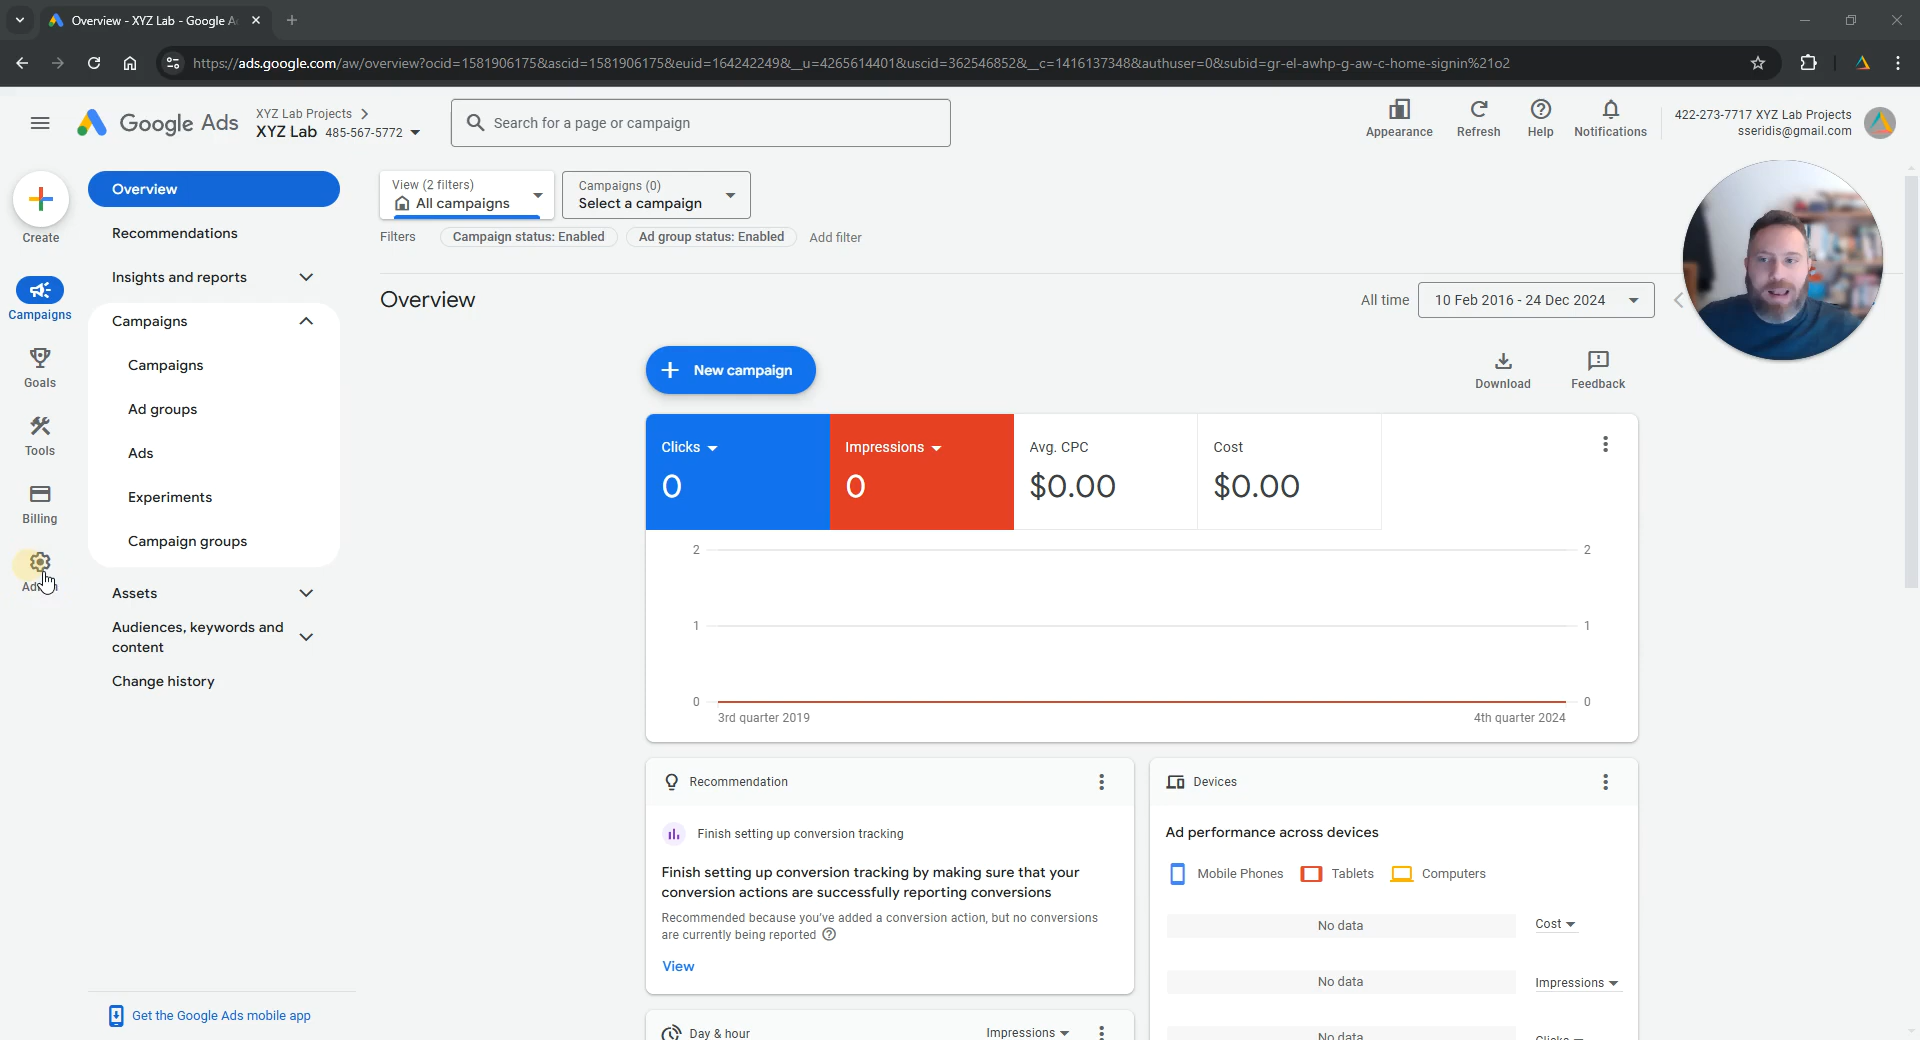 Overview - XYZ Lab - Google A
https://ads.google.com/aw/overview?ocid=1581906175&ascid=1581906175&euid=164242249&__u=4265614401&uscid=362546852&__c=1416137348&authuser=0&subid=gr-el-awhp-g-aw-c-home-signin%21o2
Google Ads
XYZ Lab Projects
XYZ Lab 485-567-5772
Search for a page or campaign
Appearance
Refresh
Help
Notifications
422-273-7717 XYZ Lab Projects
sseridis@gmail.com
Create
Campaigns
Goals
Tools
Billing
Overview
Recommendations
Insights and reports
Campaigns
Campaigns
Ad groups
Ads
Experiments
Campaign groups
Assets
Audiences, keywords and
content
Change history
Get the Google Ads mobile app
View (2 filters)
All campaigns
Campaigns (0)
Select a campaign
Filters
Campaign status: Enabled
Ad group status: Enabled
Add filter
Overview
All time
10 Feb 2016 - 24 Dec 2024
New campaign
Download
Feedback
Clicks
0
Impressions
0
Avg. CPC
$0.00
Cost
$0.00
2 2
1 1
0 0
3rd quarter 2019 4th quarter 2024
Recommendation
Finish setting up conversion tracking
Finish setting up conversion tracking by making sure that your
conversion actions are successfully reporting conversions
Recommended because you've added a conversion action, but no conversions
are currently being reported
View
Devices
Ad performance across devices
Mobile Phones Tablets Computers
No data Cost
No data Impressions
No data
Day & hour Impressions